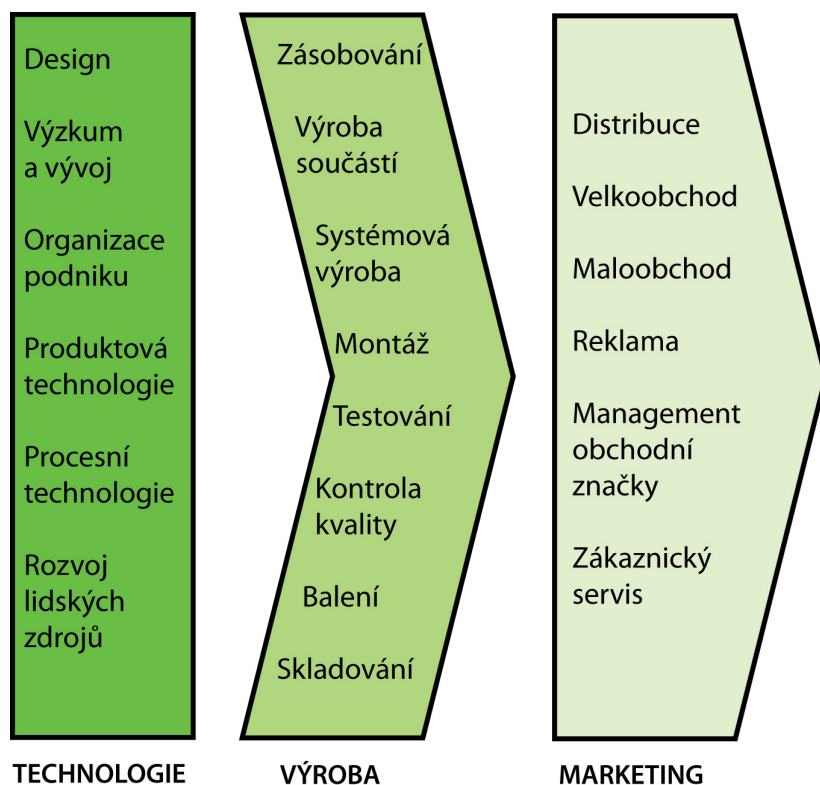 Design
Výzkum
a vývoj
Organizace
podniku
Produktová
technologie
Procesní
technologie
Rozvoj
lidských
zdrojů
TECHNOLOGIE
Zásobování
Výroba
součástí
Systémová
výroba
Montáž
Testování
Kontrola
kvality
Balení
Skladování
VÝROBA
Distribuce
Velkoobchod
Maloobchod
Reklama
Management
obchodní
značky
Zákaznický
servis
MARKETING